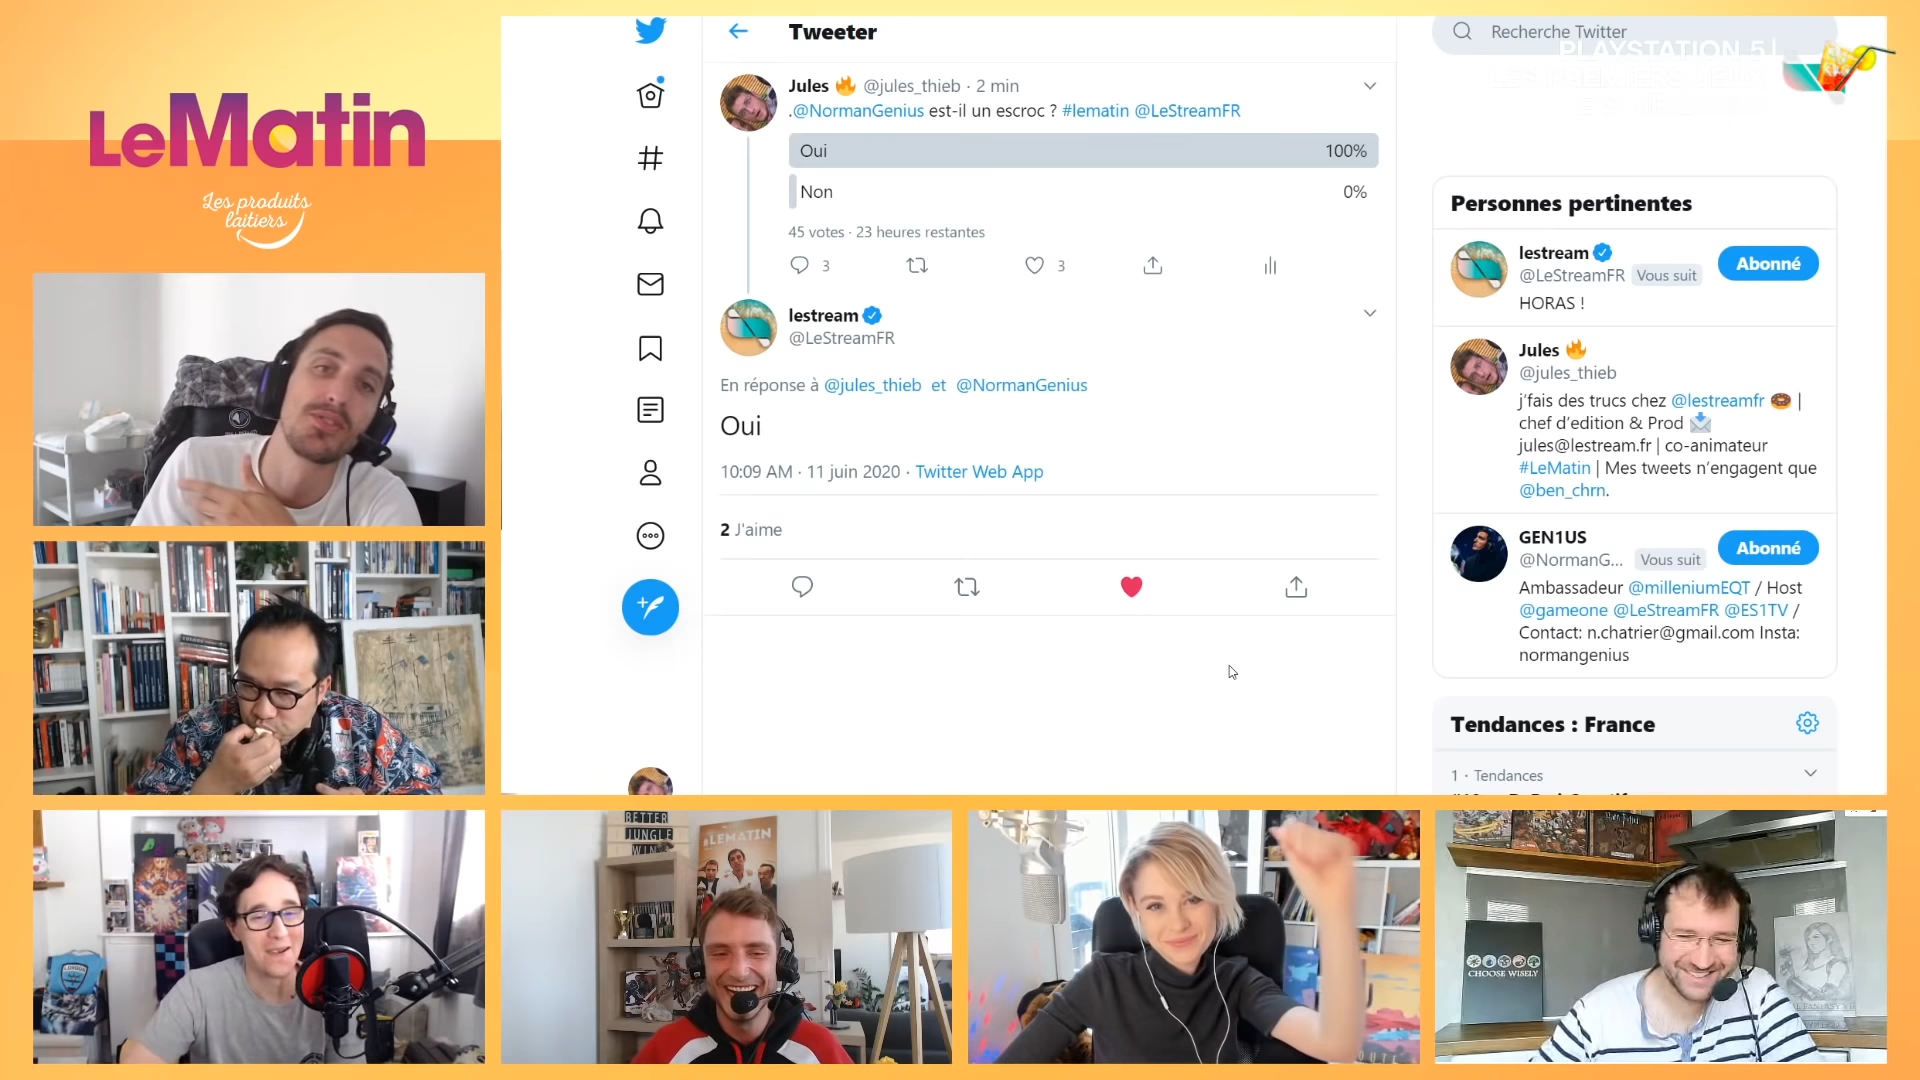 LeMatin
Les produits
laitiers
Tweeter
Jules 🔥 @jules_thieb · 2 min
.@NormanGenius est-il un escroc ? #lematin @LeStreamFR
Oui 100%
Non 0%
45 votes · 23 heures restantes
3 3
lestream
@LeStreamFR
En réponse à @jules_thieb et @NormanGenius
Oui
10:09 AM · 11 juin 2020 · Twitter Web App
2 J'aime
Recherche Twitter
PLAYSTATION 5 |
Personnes pertinentes
lestream
@LeStreamFR Vous suit
Abonné
HORAS !
Jules 🔥
@jules_thieb
j'fais des trucs chez @lestreamfr 🍩 |
chef d'edition & Prod 📩
jules@lestream.fr | co-animateur
#LeMatin | Mes tweets n'engagent que
@ben_chrn.
GEN1US
@NormanG... Vous suit
Abonné
Ambassadeur @milleniumEQT / Host
@gameone @LeStreamFR @ES1TV /
Contact: n.chatrier@gmail.com Insta:
normangenius
Tendances : France
1 · Tendances
BETTER
JUNGLE
WIN
#LEMATIN
CHOOSE WISELY